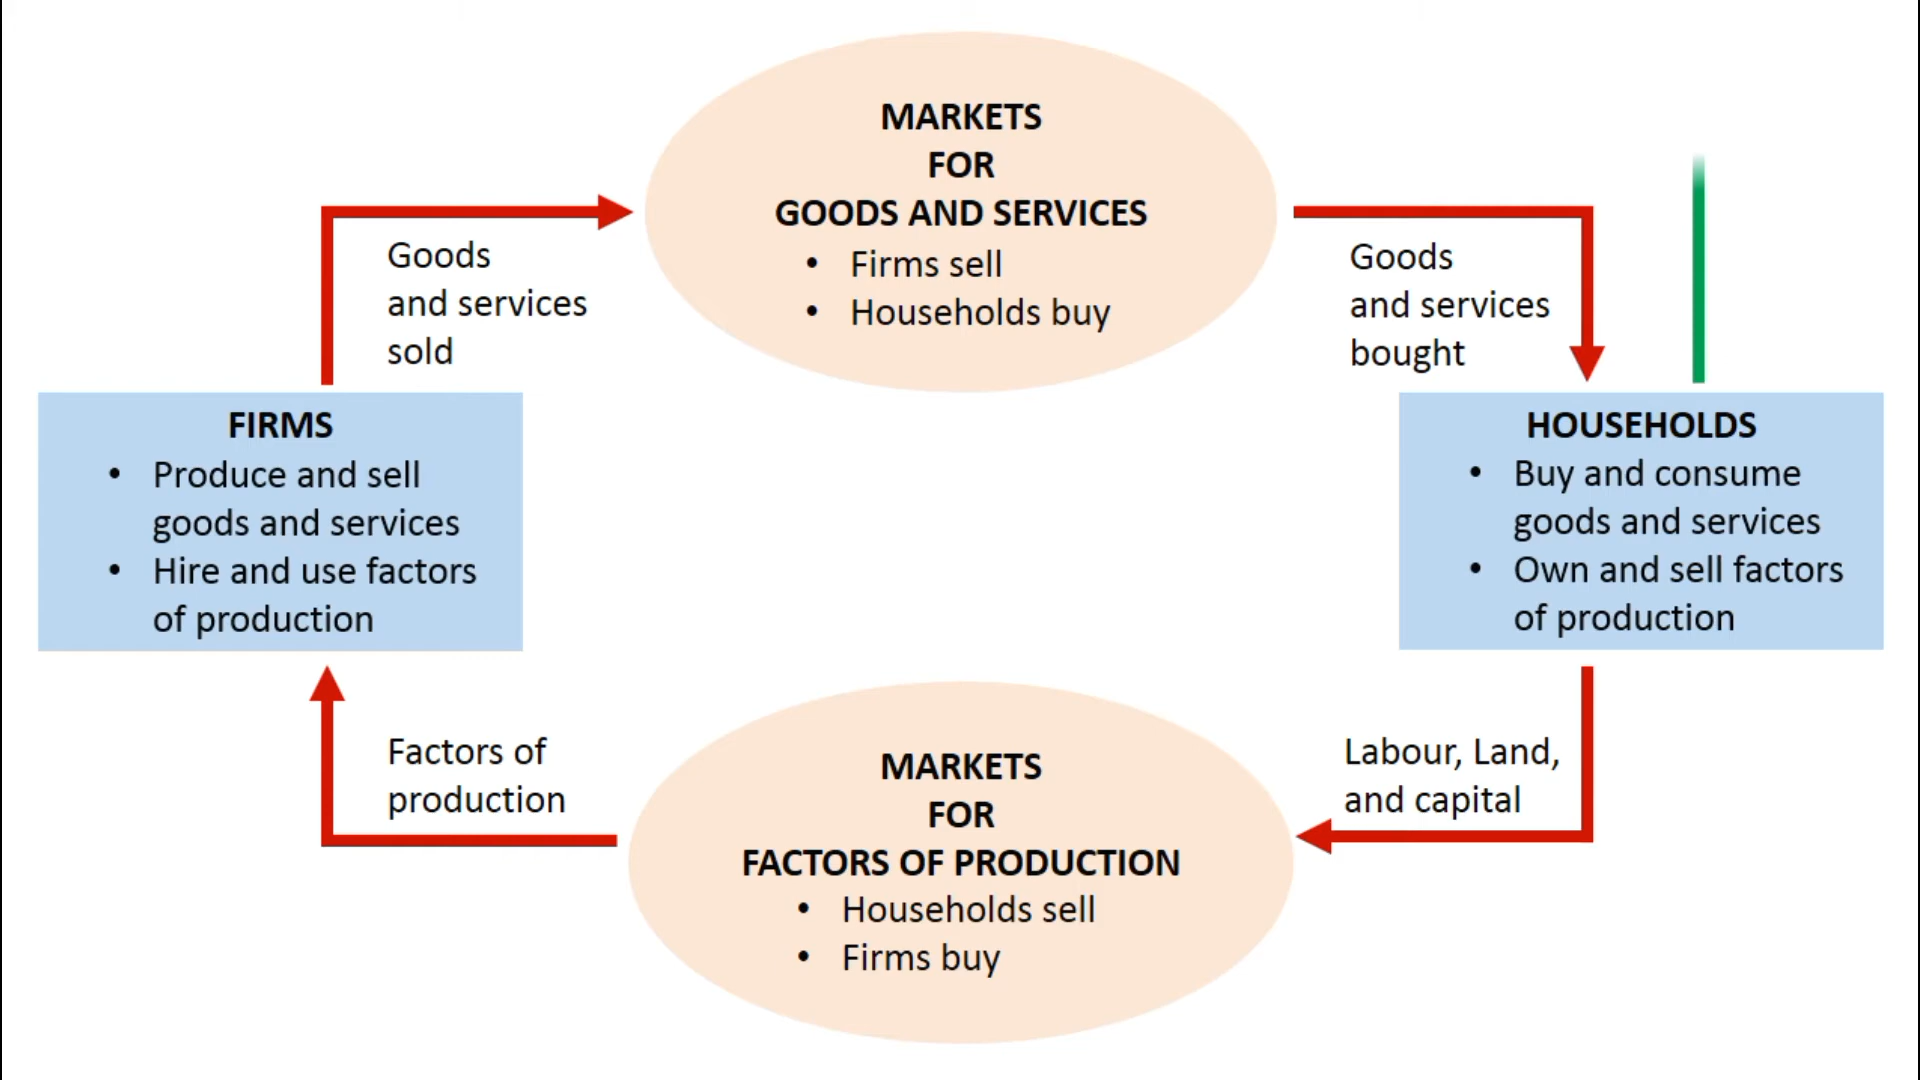 MARKETS
FOR
GOODS AND SERVICES
• Firms sell
• Households buy
Goods
and services
sold
Goods
and services
bought
FIRMS
• Produce and sell
goods and services
• Hire and use factors
of production
HOUSEHOLDS
• Buy and consume
goods and services
• Own and sell factors
of production
Factors of
production
Labour, Land,
and capital
MARKETS
FOR
FACTORS OF PRODUCTION
• Households sell
• Firms buy